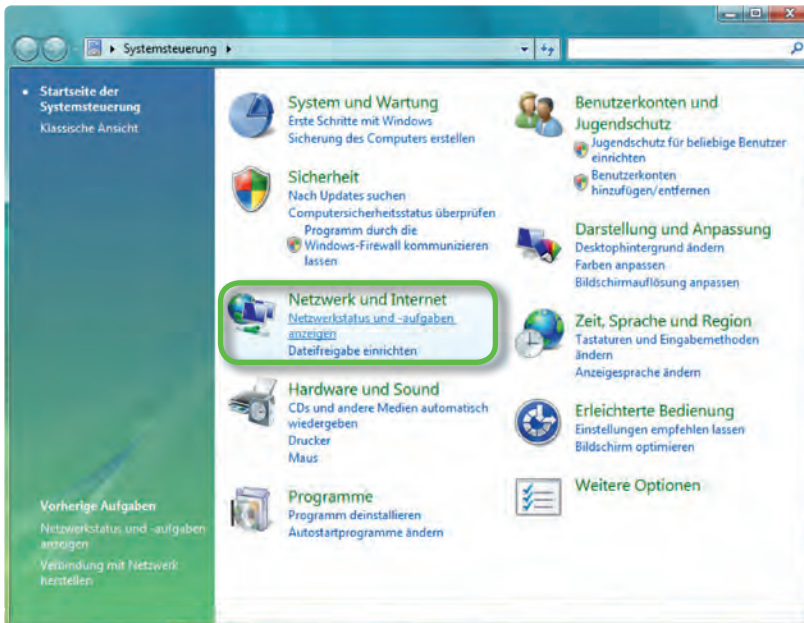 Systemsteuerung
Startseite der
Systemsteuerung
Klassische Ansicht
Vorherige Aufgaben
Netzwerkstatus und -aufgaben
anzeigen
Verbindung mit Netzwerk
herstellen
System und Wartung
Erste Schritte mit Windows
Sicherung des Computers erstellen
Sicherheit
Nach Updates suchen
Computersicherheitsstatus überprüfen
Programm durch die
Windows-Firewall kommunizieren
lassen
Netzwerk und Internet
Netzwerkstatus und -aufgaben
anzeigen
Dateifreigabe einrichten
Hardware und Sound
CDs und andere Medien automatisch
wiedergeben
Drucker
Maus
Programme
Programm deinstallieren
Autostartprogramme ändern
Benutzerkonten und
Jugendschutz
Jugendschutz für beliebige Benutzer
einrichten
Benutzerkonten
hinzufügen/entfernen
Darstellung und Anpassung
Desktophintergrund ändern
Farben anpassen
Bildschirmauflösung anpassen
Zeit, Sprache und Region
Tastaturen und Eingabemethoden
ändern
Anzeigesprache ändern
Erleichterte Bedienung
Einstellungen empfehlen lassen
Bildschirm optimieren
Weitere Optionen